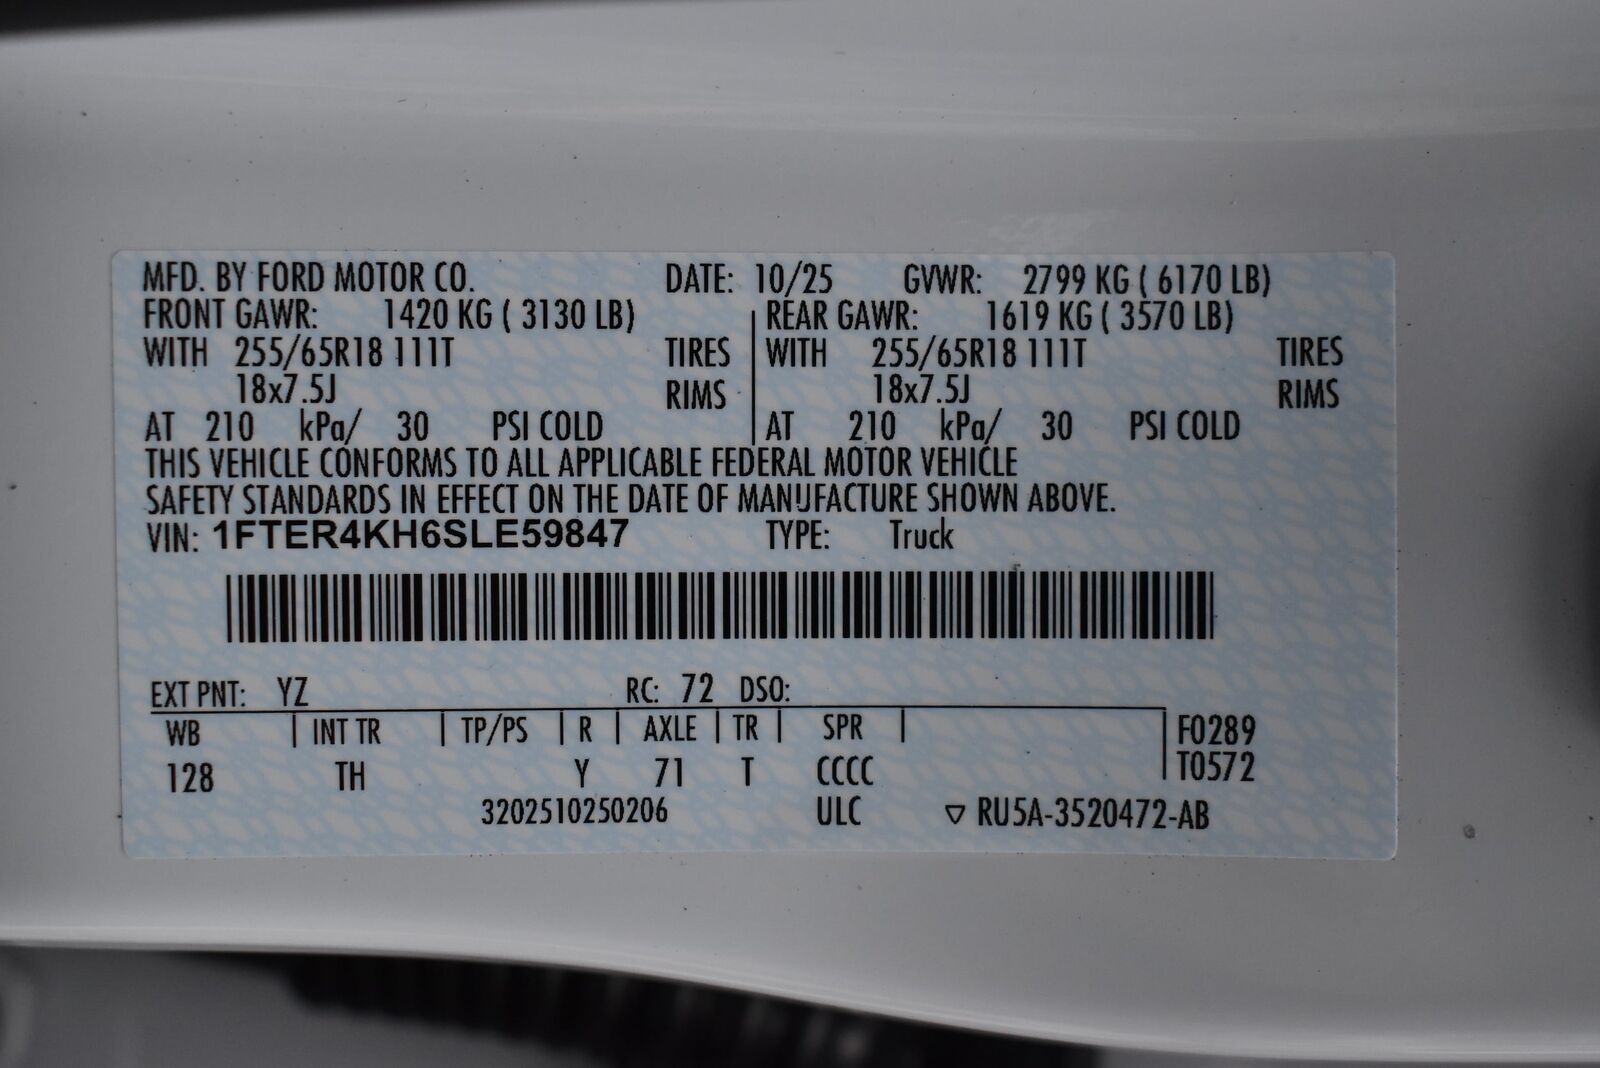 MFD. BY FORD MOTOR CO. DATE: 10/25 GVWR: 2799 KG ( 6170 LB)
FRONT GAWR: 1420 KG ( 3130 LB) REAR GAWR: 1619 KG ( 3570 LB)
WITH 255/65R18 111T TIRES WITH 255/65R18 111T TIRES
18x7.5J RIMS 18x7.5J RIMS
AT 210 kPa/ 30 PSI COLD AT 210 kPa/ 30 PSI COLD
THIS VEHICLE CONFORMS TO ALL APPLICABLE FEDERAL MOTOR VEHICLE
SAFETY STANDARDS IN EFFECT ON THE DATE OF MANUFACTURE SHOWN ABOVE.
VIN: 1FTER4KH6SLE59847 TYPE: Truck
EXT PNT: YZ RC: 72 DSO:
WB INT TR TP/PS R AXLE TR SPR F0289
128 TH Y 71 T CCCC T0572
3202510250206 ULC ▽ RU5A-3520472-AB